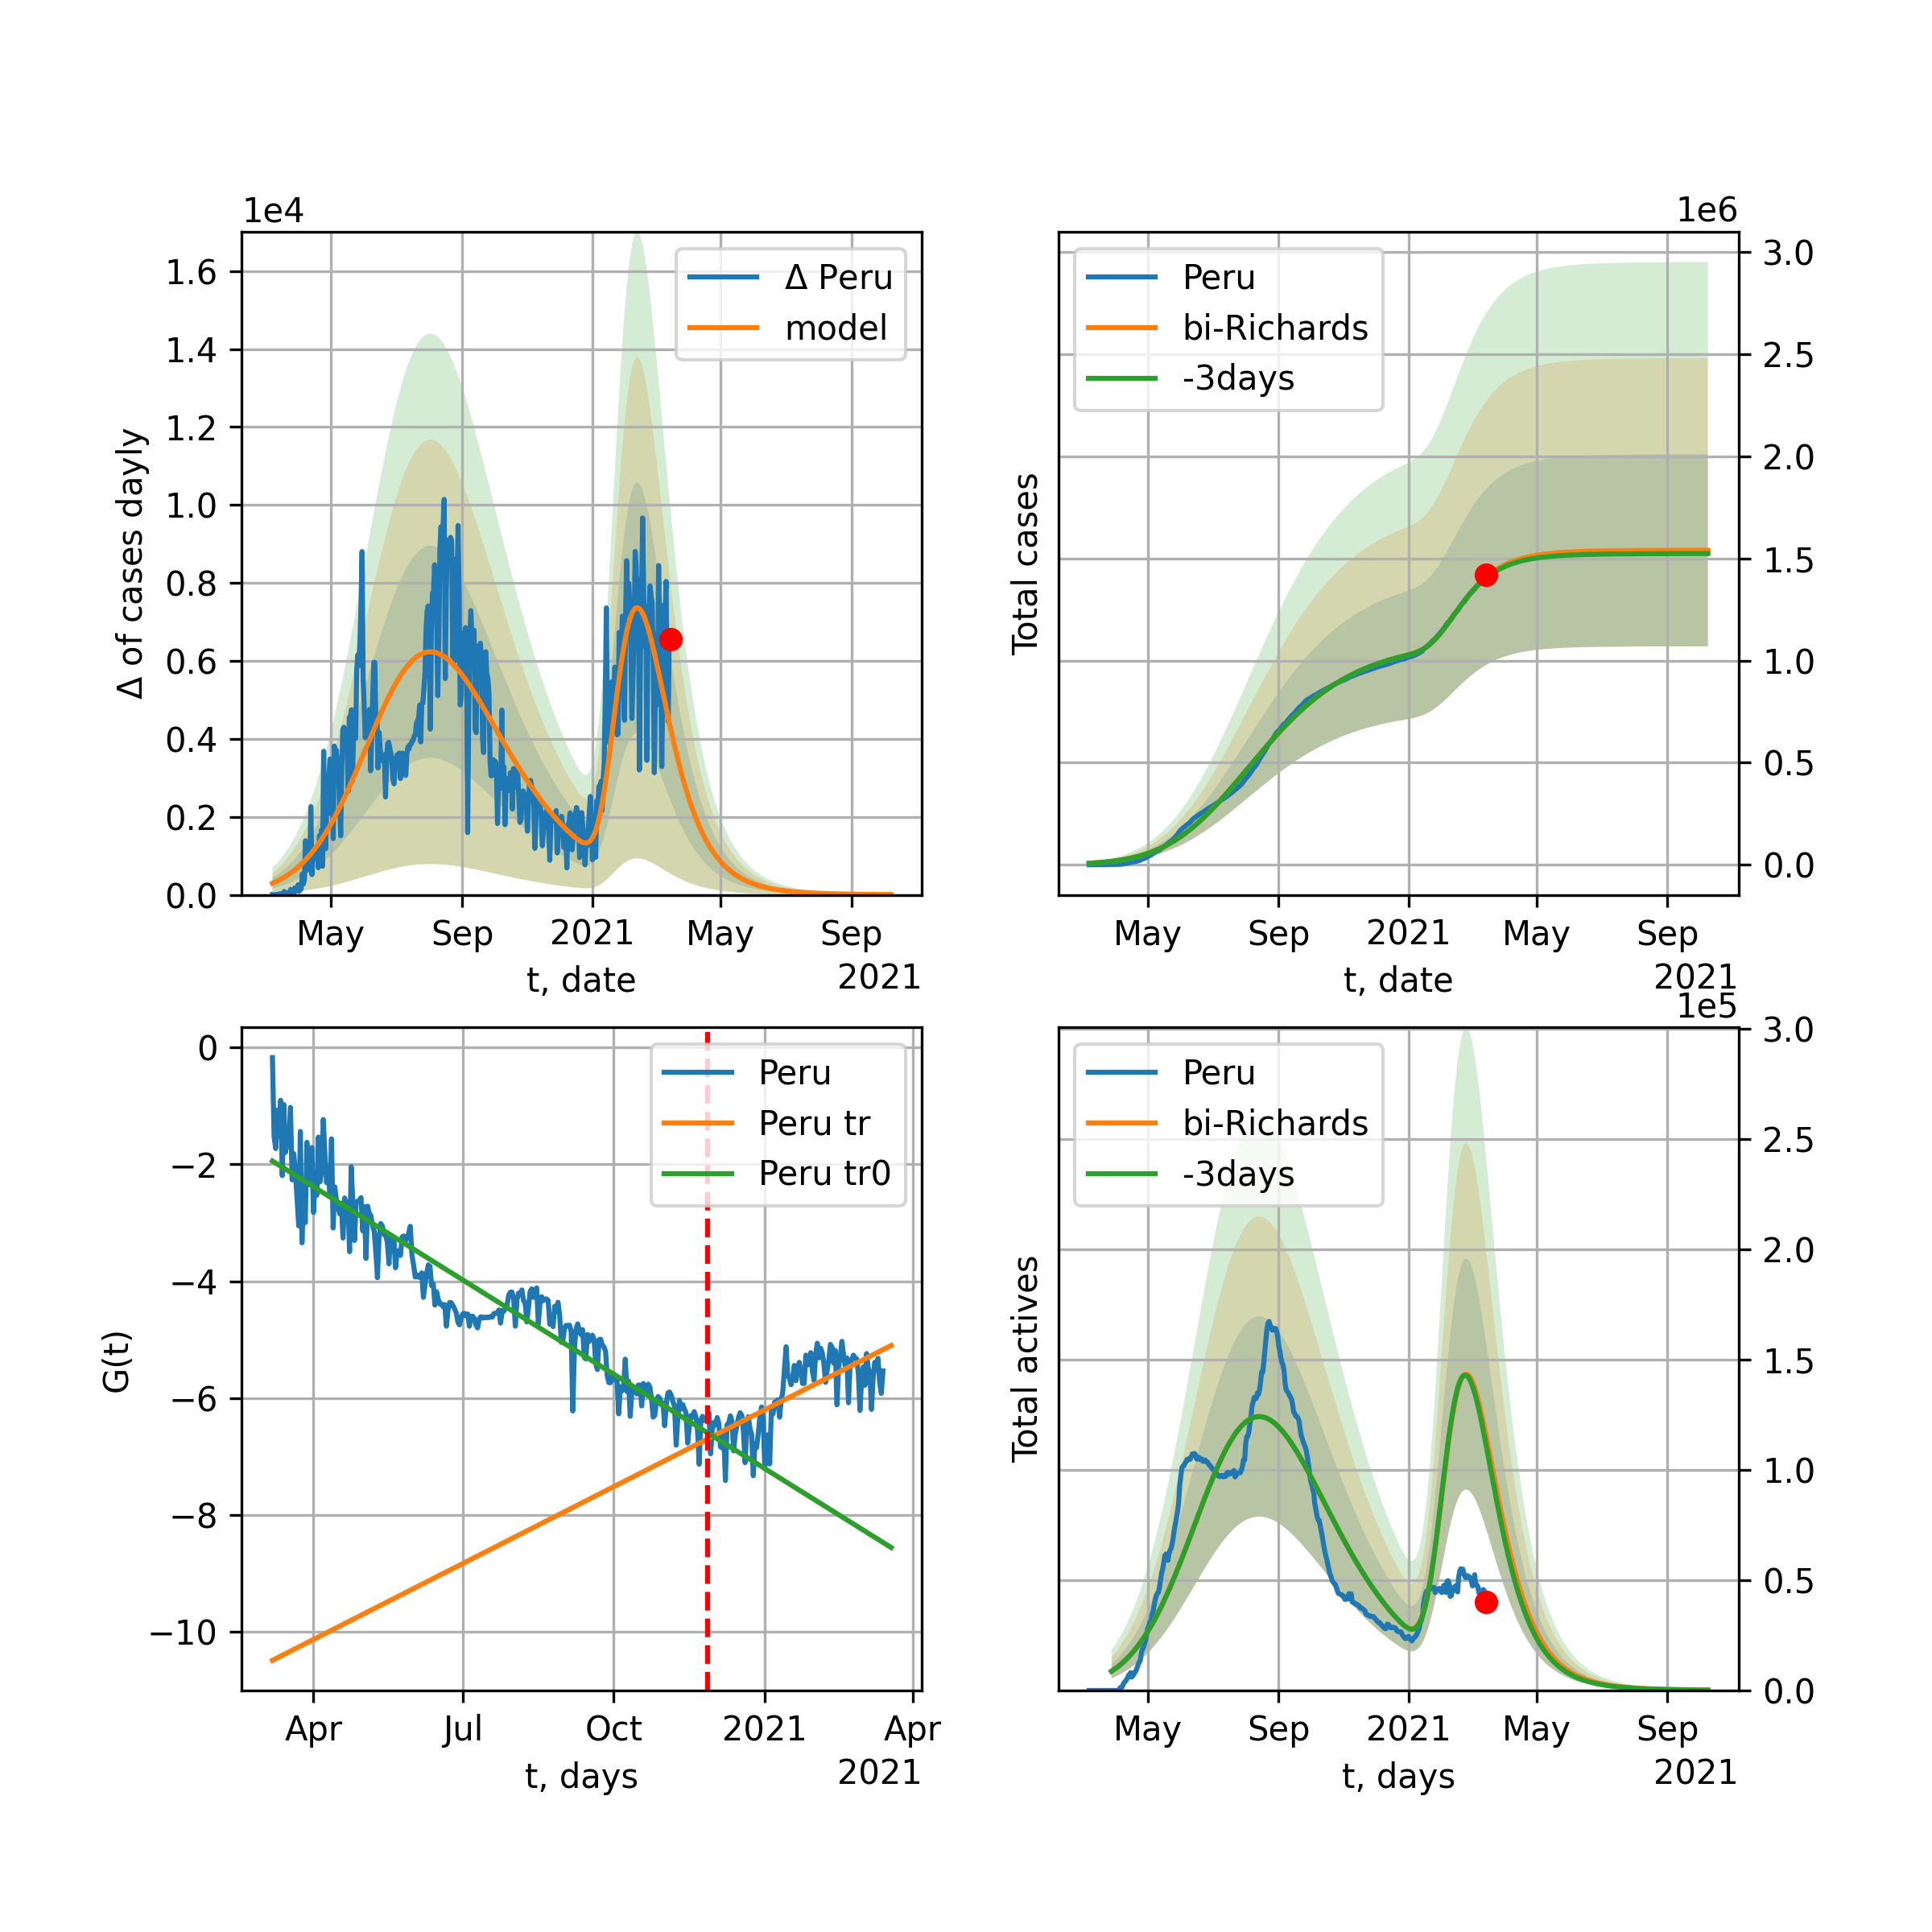 1e4
Δ of cases dayly
1.6
1.4
1.2
1.0
0.8
0.6
0.4
0.2
0.0
Δ Peru
model
May Sep 2021 May Sep
t, date
2021
1e6
Total cases
Peru
bi-Richards
-3days
3.0
2.5
2.0
1.5
1.0
0.5
0.0
May Sep 2021 May Sep
t, date
2021
G(t)
0
−2
−4
−6
−8
−10
Peru
Peru tr
Peru tr0
Apr Jul Oct 2021 Apr
t, days
2021
1e5
Total actives
Peru
bi-Richards
-3days
3.0
2.5
2.0
1.5
1.0
0.5
0.0
May Sep 2021 May Sep
t, days
2021